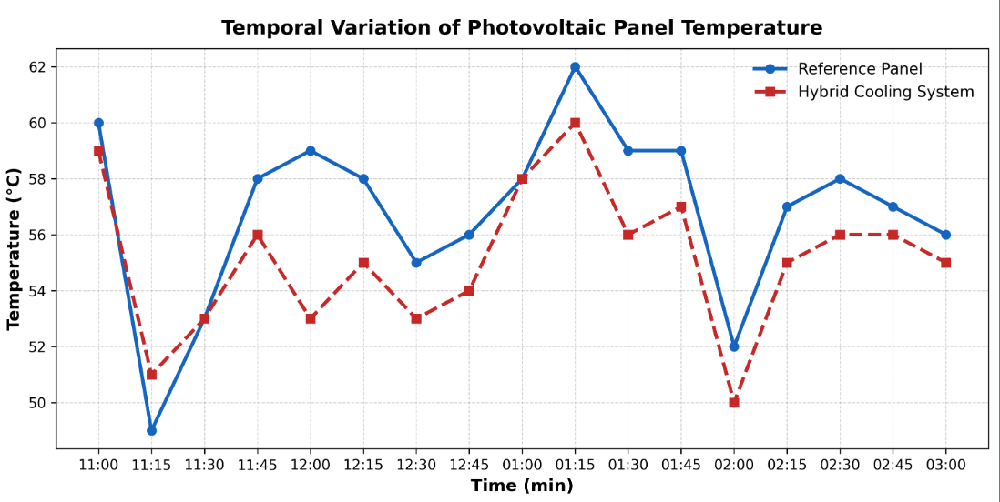 Temporal Variation of Photovoltaic Panel Temperature
Reference Panel
Hybrid Cooling System
Temperature (°C)
62
60
58
56
54
52
50
11:00 11:15 11:30 11:45 12:00 12:15 12:30 12:45 01:00 01:15 01:30 01:45 02:00 02:15 02:30 02:45 03:00
Time (min)